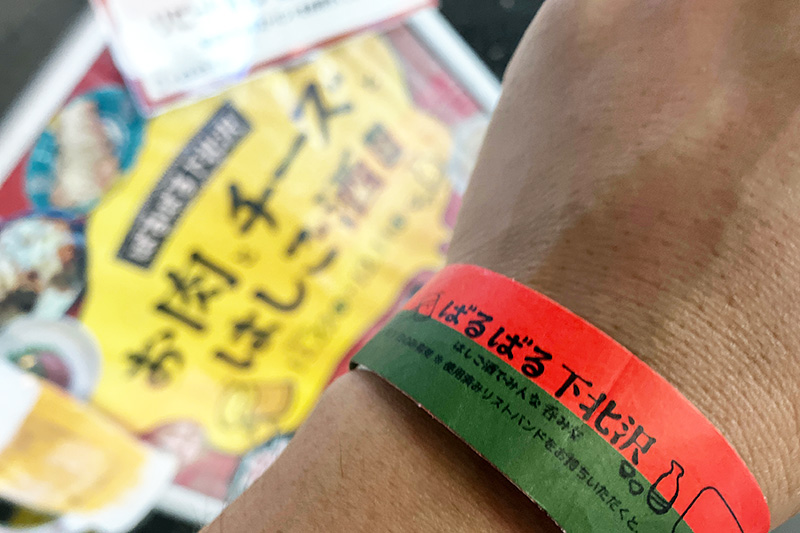 ばるばる下北沢
お肉とチーズと
はしご酒
ばるばる下北沢
はしご酒でみんな呑み友
使用済みリストバンドをお持ちいただくと、